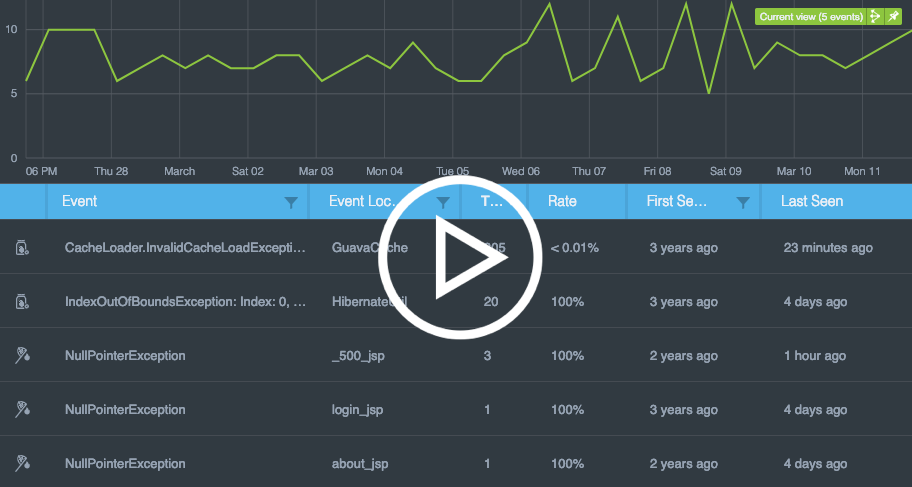 Current view (5 events)
10
5
0
06 PM Thu 28 March Sat 02 Mar 03 Mon 04 Tue 05 Wed 06 Thu 07 Fri 08 Sat 09 Mar 10 Mon 11
Event Event Loc... T... Rate First Se... Last Seen
CacheLoader.InvalidCacheLoadExcepti... GuavaCache < 0.01% 3 years ago 23 minutes ago
IndexOutOfBoundsException: Index: 0, ... 20 100% 3 years ago 4 days ago
NullPointerException _500_jsp 3 100% 2 years ago 1 hour ago
NullPointerException login_jsp 1 100% 3 years ago 4 days ago
NullPointerException about_jsp 1 100% 2 years ago 4 days ago